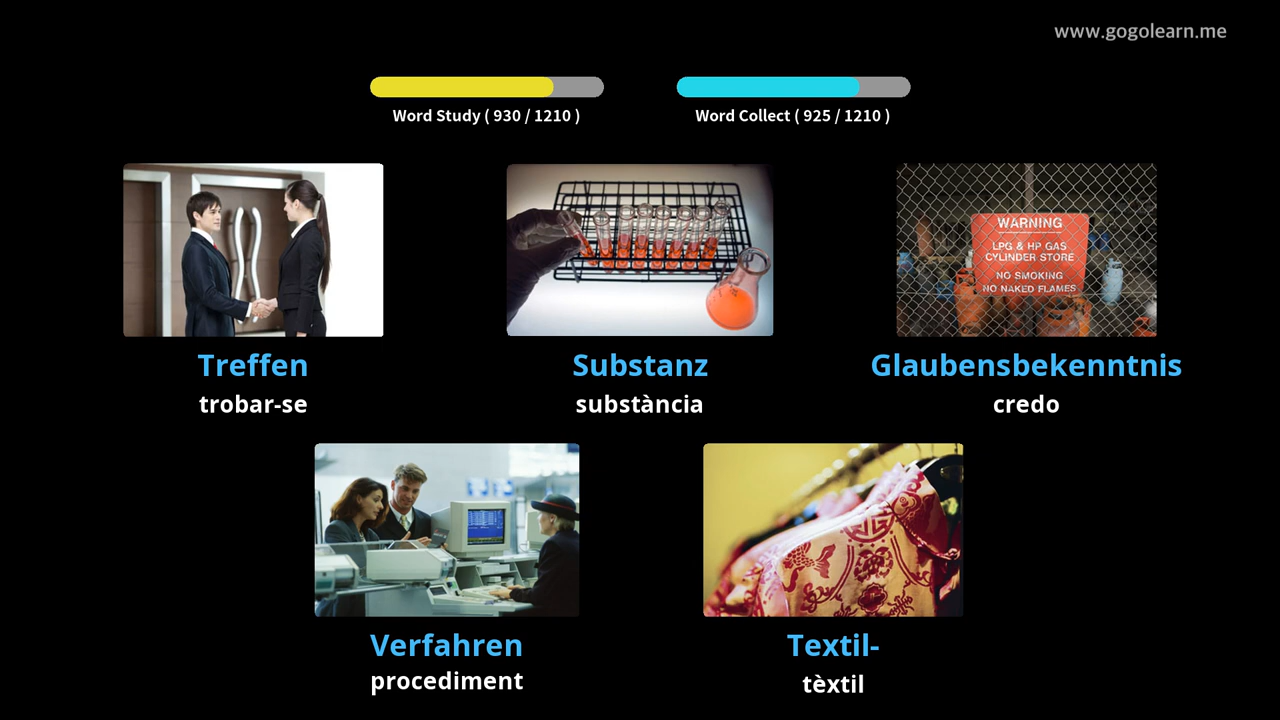 www.gogolearn.me
Word Study ( 930 / 1210 )
Word Collect ( 925 / 1210 )
WARNING
LPG & HP GAS
CYLINDER STORE
NO SMOKING
NO NAKED FLAMES
Treffen
trobar-se
Substanz
substància
Glaubensbekenntnis
credo
Verfahren
procediment
Textil-
tèxtil